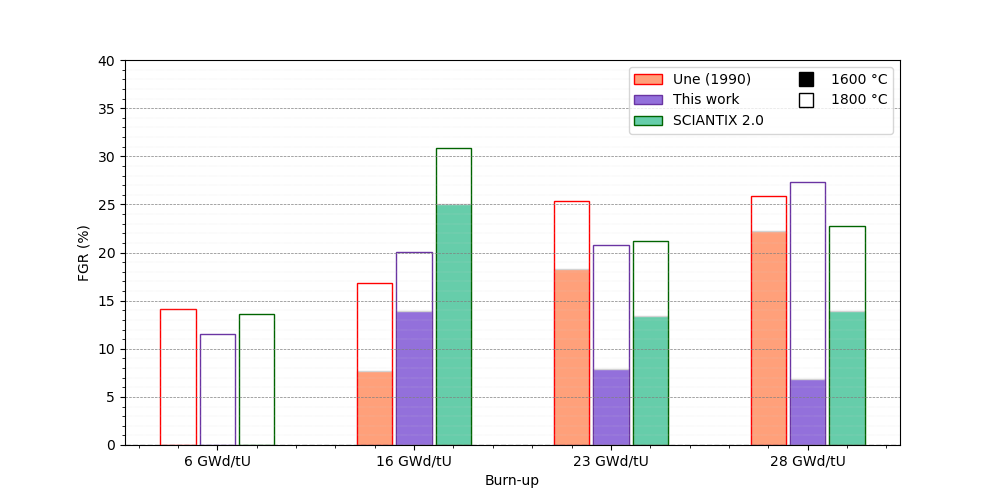 40
35
30
25
20
15
10
5
0
FGR (%)
Une (1990)
This work
SCIANTIX 2.0
1600 °C
1800 °C
6 GWd/tU
16 GWd/tU
23 GWd/tU
28 GWd/tU
Burn-up